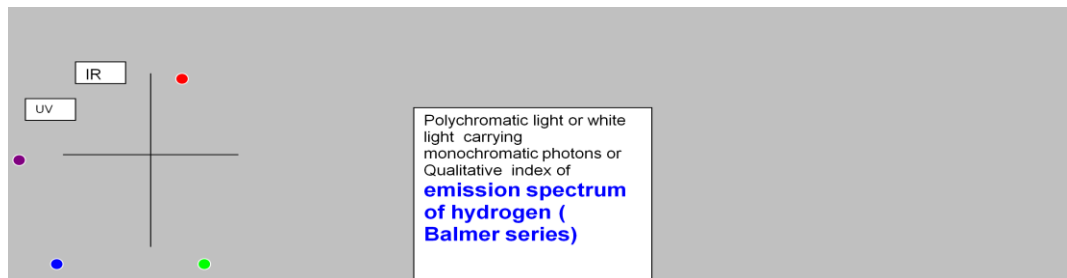 IR
UV
Polychromatic light or white
light carrying
monochromatic photons or
Qualitative index of
emission spectrum
of hydrogen (
Balmer series)